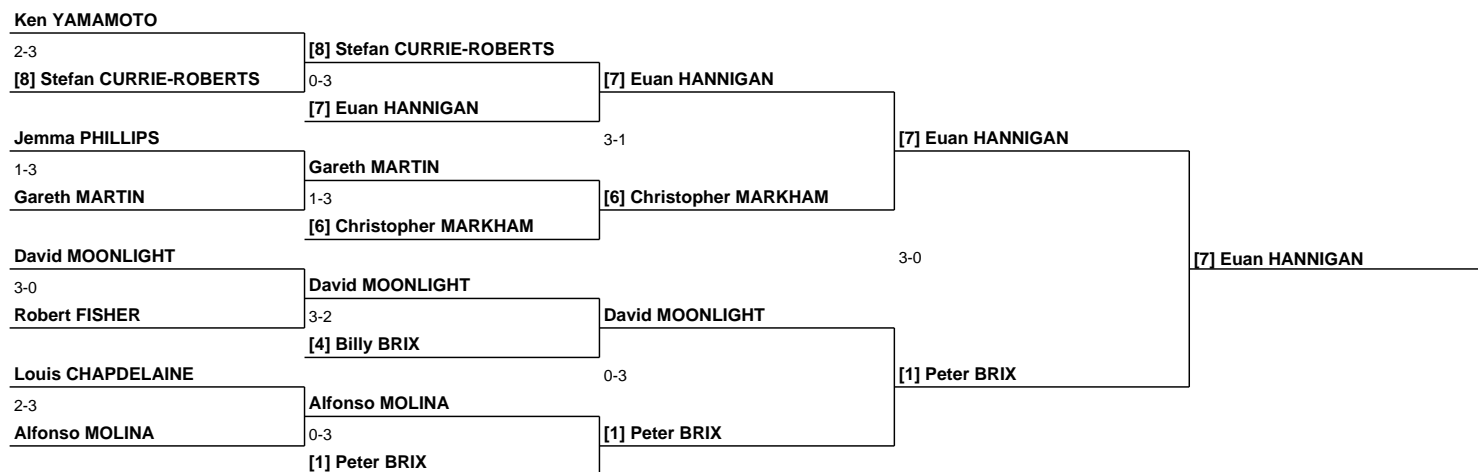 Ken YAMAMOTO
2-3
[8] Stefan CURRIE-ROBERTS
Jemma PHILLIPS
1-3
Gareth MARTIN
David MOONLIGHT
3-0
Robert FISHER
Louis CHAPDELAINE
2-3
Alfonso MOLINA
[8] Stefan CURRIE-ROBERTS
0-3
[7] Euan HANNIGAN
Gareth MARTIN
1-3
[6] Christopher MARKHAM
David MOONLIGHT
3-2
[4] Billy BRIX
Alfonso MOLINA
0-3
[1] Peter BRIX
[7] Euan HANNIGAN
3-1
[6] Christopher MARKHAM
David MOONLIGHT
0-3
[1] Peter BRIX
[7] Euan HANNIGAN
3-0
[1] Peter BRIX
[7] Euan HANNIGAN